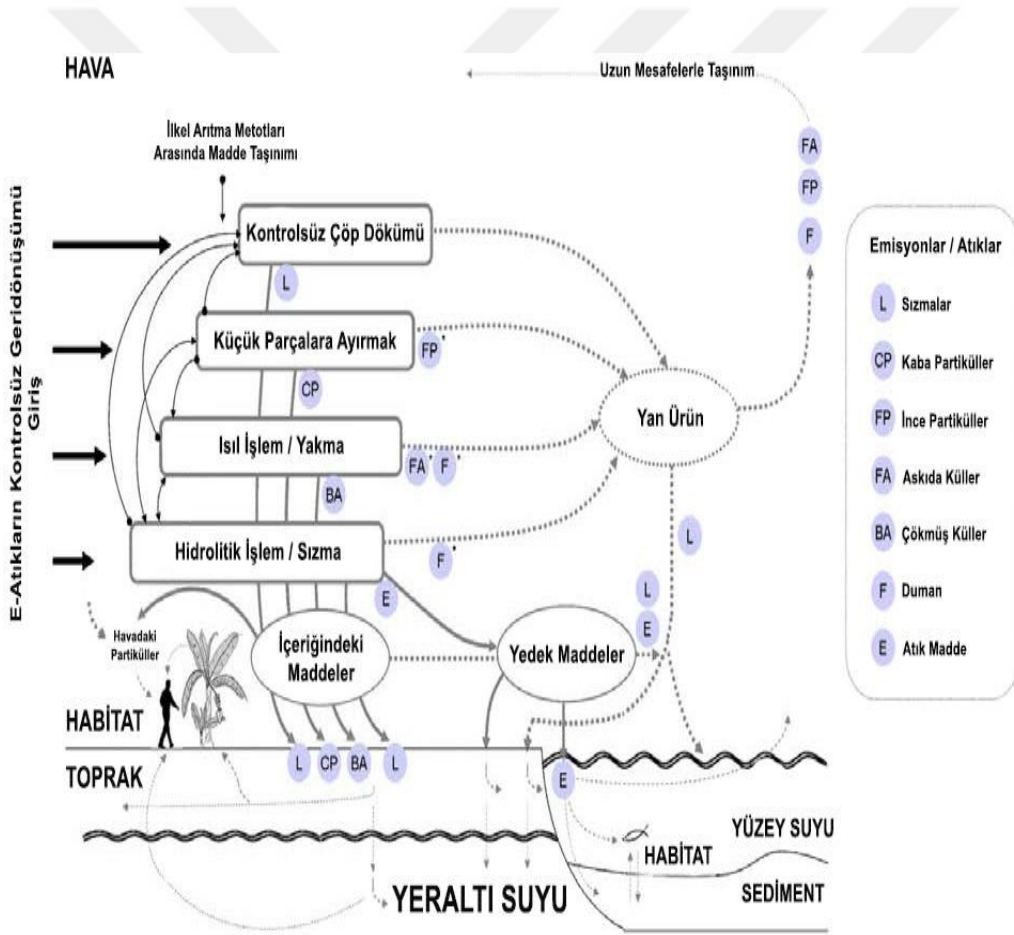 HAVA
Uzun Mesafelerle Taşınım
İlkel Arıtma Metotları
Arasında Madde Taşınımı
E-Atıkların Kontrolsüz Geridönüşümü
Giriş
FA
FP
F
Kontrolsüz Çöp Dökümü
L
Küçük Parçalara Ayırmak
FP
CP
Yan Ürün
Isıl İşlem / Yakma
FA
F
BA
Hidrolitik İşlem / Sızma
F
L
E
L
E
Havadaki
Partiküller
İçeriğindeki
Maddeler
Yedek Maddeler
HABİTAT
TOPRAK
L
CP
BA
L
E
YÜZEY SUYU
HABİTAT
SEDİMENT
YERALTI SUYU
Emisyonlar / Atıklar
L Sızmalar
CP Kaba Partiküller
FP İnce Partiküller
FA Askıda Küller
BA Çökmüş Küller
F Duman
E Atık Madde